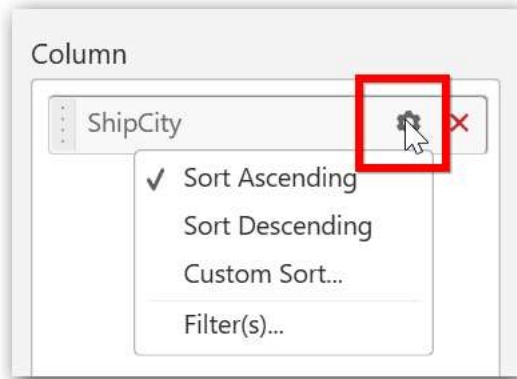 Column
ShipCity
Sort Ascending
Sort Descending
Custom Sort...
Filter(s)...